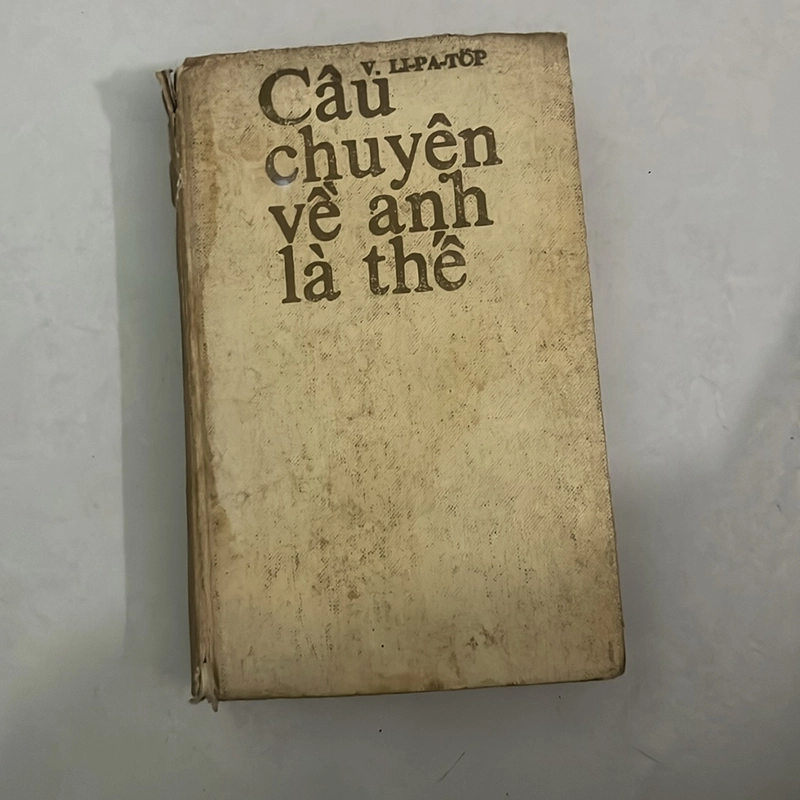 V. LI-PA-TỐP
Câu
chuyện
về anh
là thế